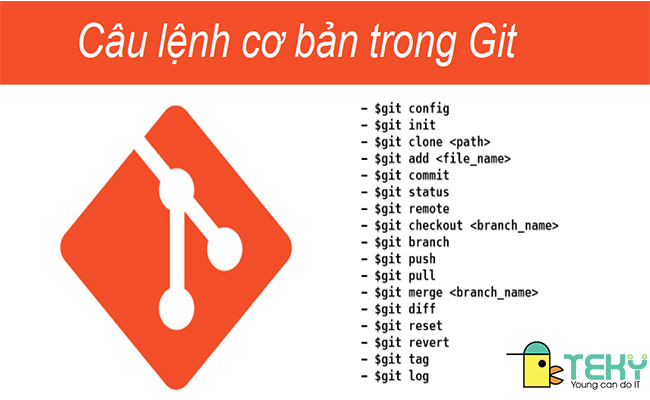 Câu lệnh cơ bản trong Git
- $git config
- $git init
- $git clone <path>
- $git add <file_name>
- $git commit
- $git status
- $git remote
- $git checkout <branch_name>
- $git branch
- $git push
- $git pull
- $git merge <branch_name>
- $git diff
- $git reset
- $git revert
- $git tag
- $git log
TEKY
Young can do IT